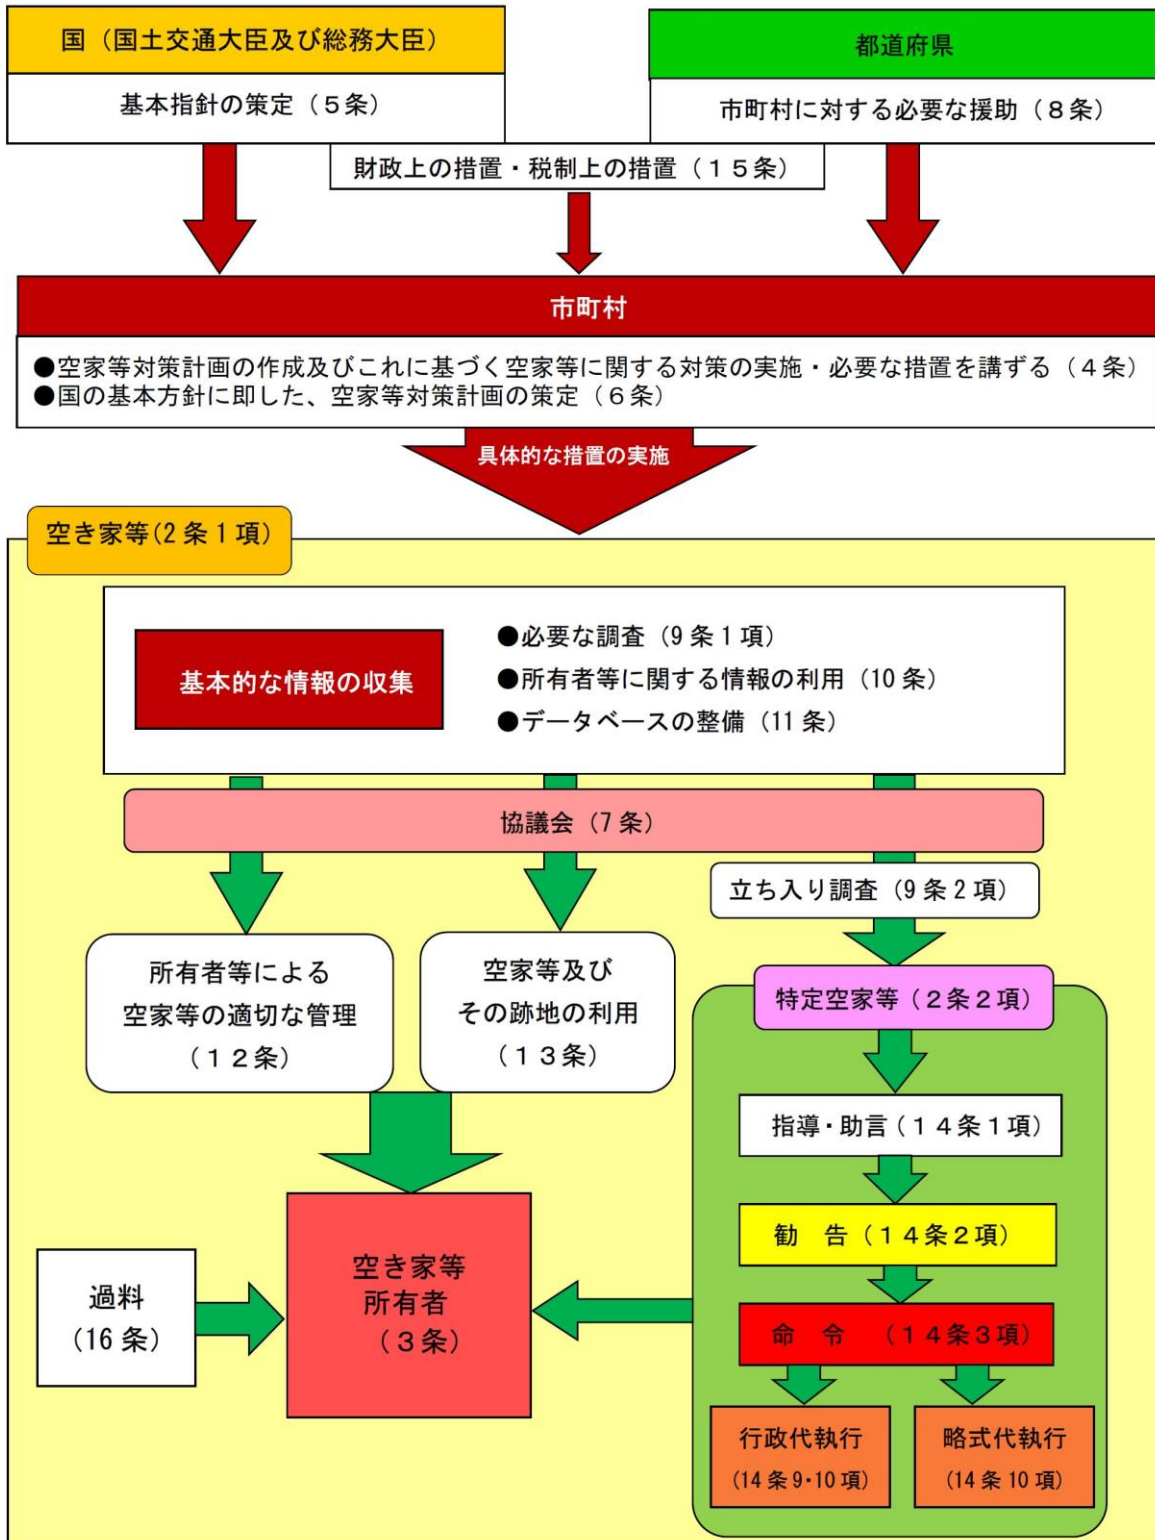 国（国土交通大臣及び総務大臣）
基本指針の策定（５条）
都道府県
市町村に対する必要な援助（８条）
財政上の措置・税制上の措置（１５条）
市町村
●空家等対策計画の作成及びこれに基づく空家等に関する対策の実施・必要な措置を講ずる（４条）
●国の基本方針に即した、空家等対策計画の策定（６条）
具体的な措置の実施
空き家等(2条1項)
基本的な情報の収集
●必要な調査（9条1項）
●所有者等に関する情報の利用（10条）
●データベースの整備（11条）
協議会（7条）
立ち入り調査（9条2項）
所有者等による
空家等の適切な管理
（１２条）
空家等及び
その跡地の利用
（１３条）
特定空家等（２条２項）
指導・助言（１４条１項）
勧　告（１４条２項）
命　令　（１４条３項）
行政代執行
(14条9・10項)
略式代執行
(14条10項)
過料
（16条）
空き家等
所有者
（３条）